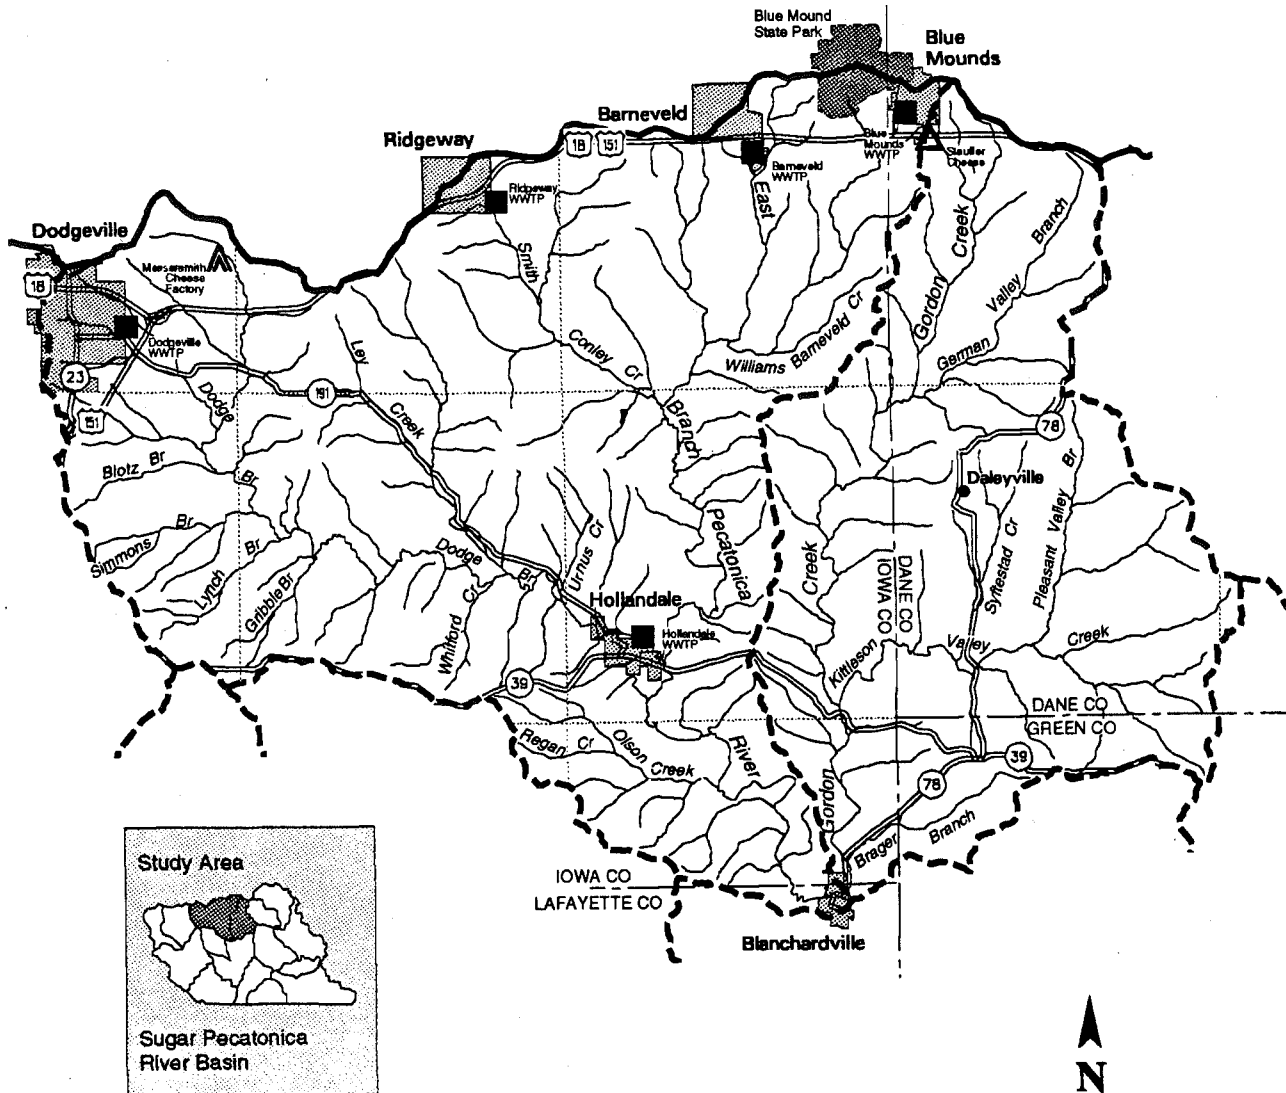 Blue Mound
State Park
Blue
Mounds
Barneveld
Ridgeway
18
151
Blue
Mounds
WWTP
Stauffer
Cheese
Barneveld
WWTP
Ridgeway
WWTP
Dodgeville
Messersmith
Cheese
Factory
18
Dodgeville
WWTP
23
151
191
78
Smith
Conley Cr
East
Branch
Pecatonica
River
Williams Barneveld Cr
Gordon
Creek
German
Valley
Branch
Ley
Creek
Dodge
Br
Blotz Br
Simmons Br
Lynch Br
Gribble Br
Dodge
Br
Whitford Cr
Urnus Cr
Hollandale
Hollandale
WWTP
Daleyville
Syftestad Cr
Pleasant Valley Br
Creek
DANE CO
IOWA CO
Kittleson
Valley
Creek
39
DANE CO
GREEN CO
Regan Cr
Olson
Creek
Gordon
78
39
Brager
Branch
IOWA CO
LAFAYETTE CO
Blanchardville
Study Area
Sugar Pecatonica
River Basin
N